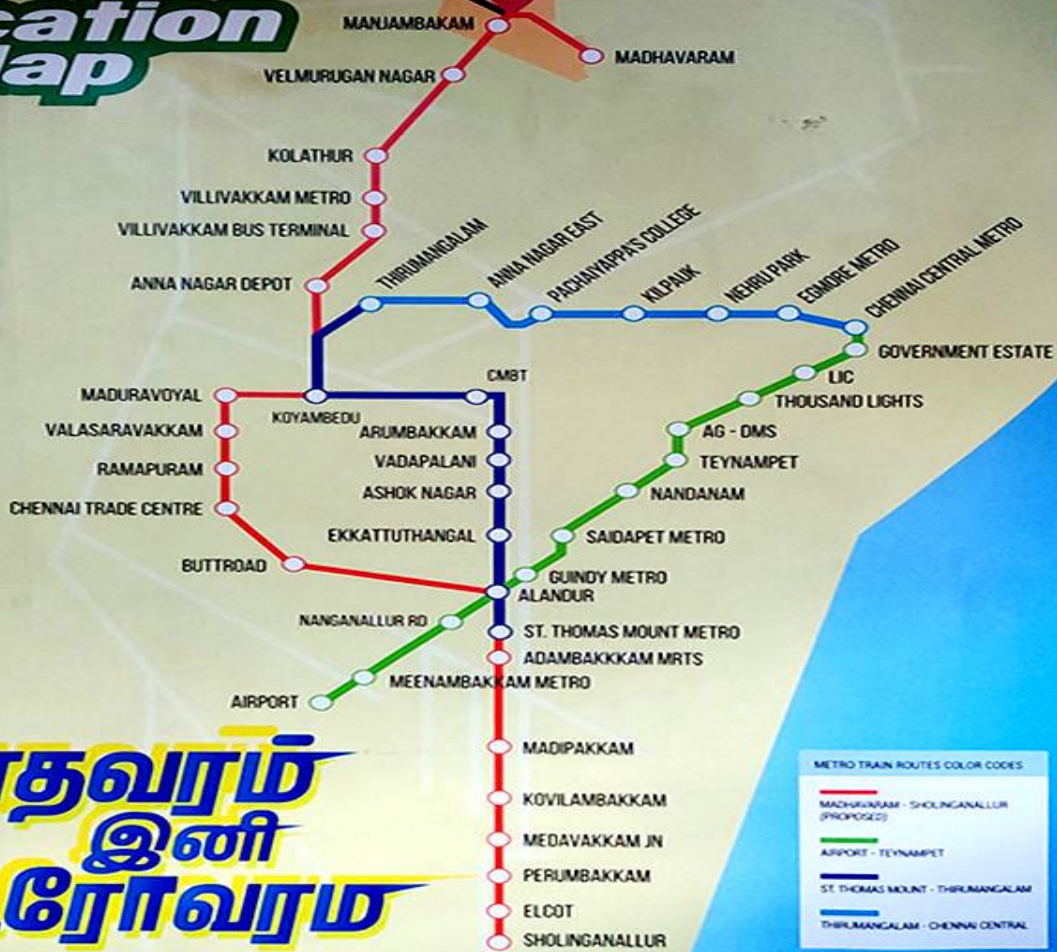 cation
ap
MANJAMBAKAM
MADHAVARAM
VELMURUGAN NAGAR
KOLATHUR
VILLIVAKKAM METRO
VILLIVAKKAM BUS TERMINAL
ANNA NAGAR DEPOT
THIRUMANGALAM
ANNA NAGAR EAST
PACHAIYAPPA'S COLLEGE
KILPAUK
NEHRU PARK
EGMORE METRO
CHENNAI CENTRAL METRO
GOVERNMENT ESTATE
LIC
THOUSAND LIGHTS
AG - DMS
TEYNAMPET
NANDANAM
SAIDAPET METRO
GUINDY METRO
ALANDUR
CMBT
KOYAMBEDU
MADURAVOYAL
VALASARAVAKKAM
RAMAPURAM
CHENNAI TRADE CENTRE
BUTTROAD
ARUMBAKKAM
VADAPALANI
ASHOK NAGAR
EKKATTUTHANGAL
NANGANALLUR RD
MEENAMBAKKAM METRO
AIRPORT
ST. THOMAS MOUNT METRO
ADAMBAKKKAM MRTS
MADIPAKKAM
KOVILAMBAKKAM
MEDAVAKKAM JN
PERUMBAKKAM
ELCOT
SHOLINGANALLUR
தவரம்
இனி
ரோவரம
METRO TRAIN ROUTES COLOR CODES
MADHAVARAM - SHOLINGANALLUR
(PROPOSED)
AIRPORT - TEYNAMPET
ST. THOMAS MOUNT - THIRUMANGALAM
THIRUMANGALAM - CHENNAI CENTRAL